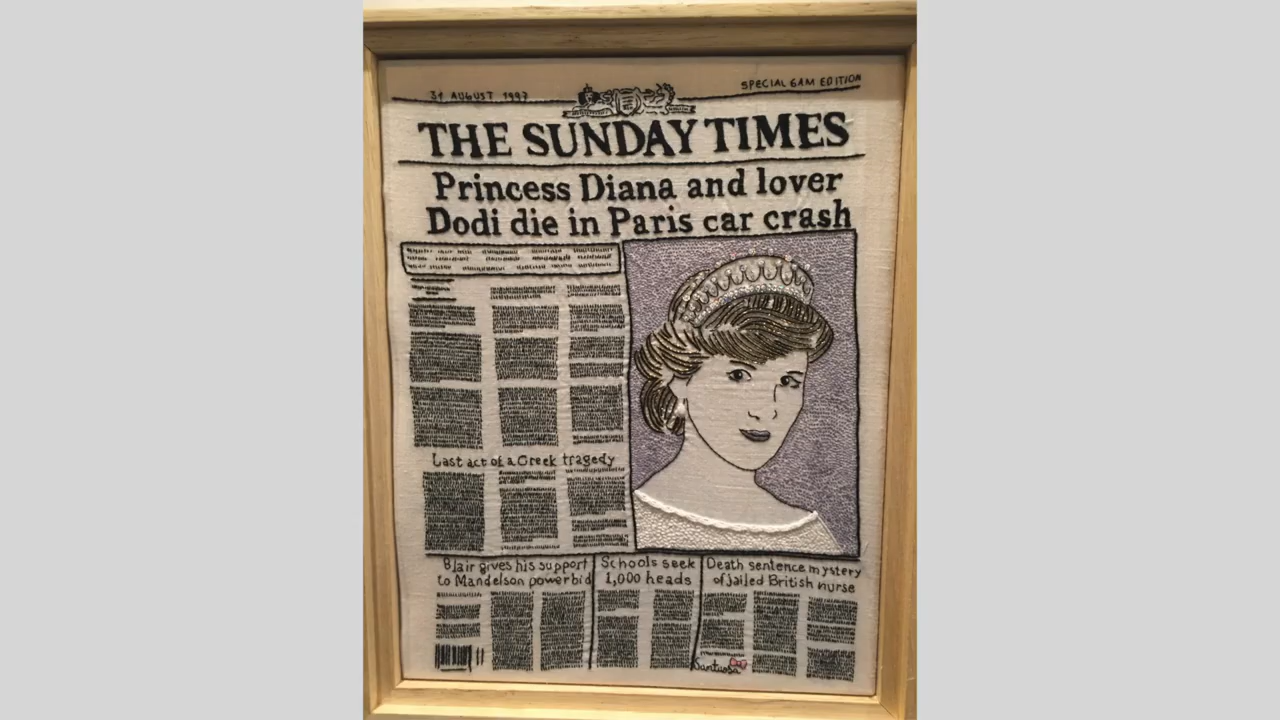 31 AUGUST 1997
SPECIAL 6AM EDITION
THE SUNDAY TIMES
Princess Diana and lover
Dodi die in Paris car crash
Last act of a Greek tragedy
Blair gives his support
to Mandelson power bid
Schools seek
1,000 heads
Death sentence mystery
of jailed British nurse